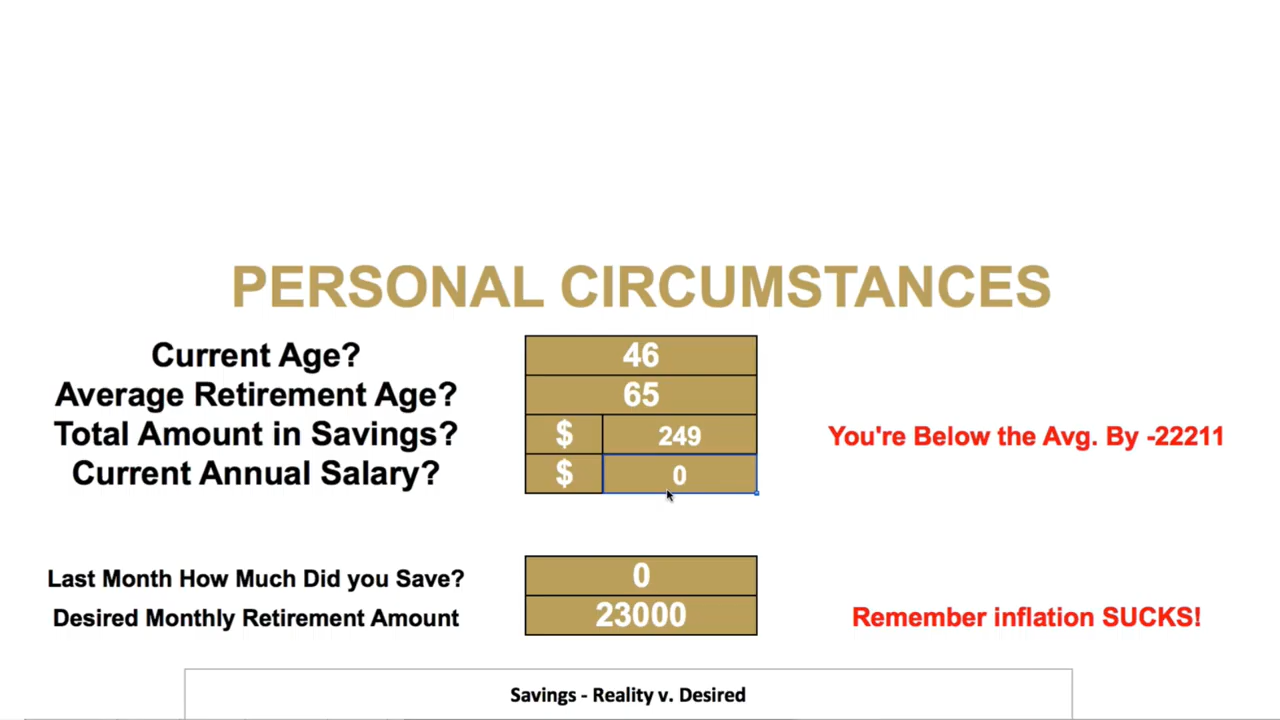 PERSONAL CIRCUMSTANCES
Current Age? 46
Average Retirement Age? 65
Total Amount in Savings? $ 249 You're Below the Avg. By -22211
Current Annual Salary? $ 0
Last Month How Much Did you Save? 0
Desired Monthly Retirement Amount 23000 Remember inflation SUCKS!
Savings - Reality v. Desired